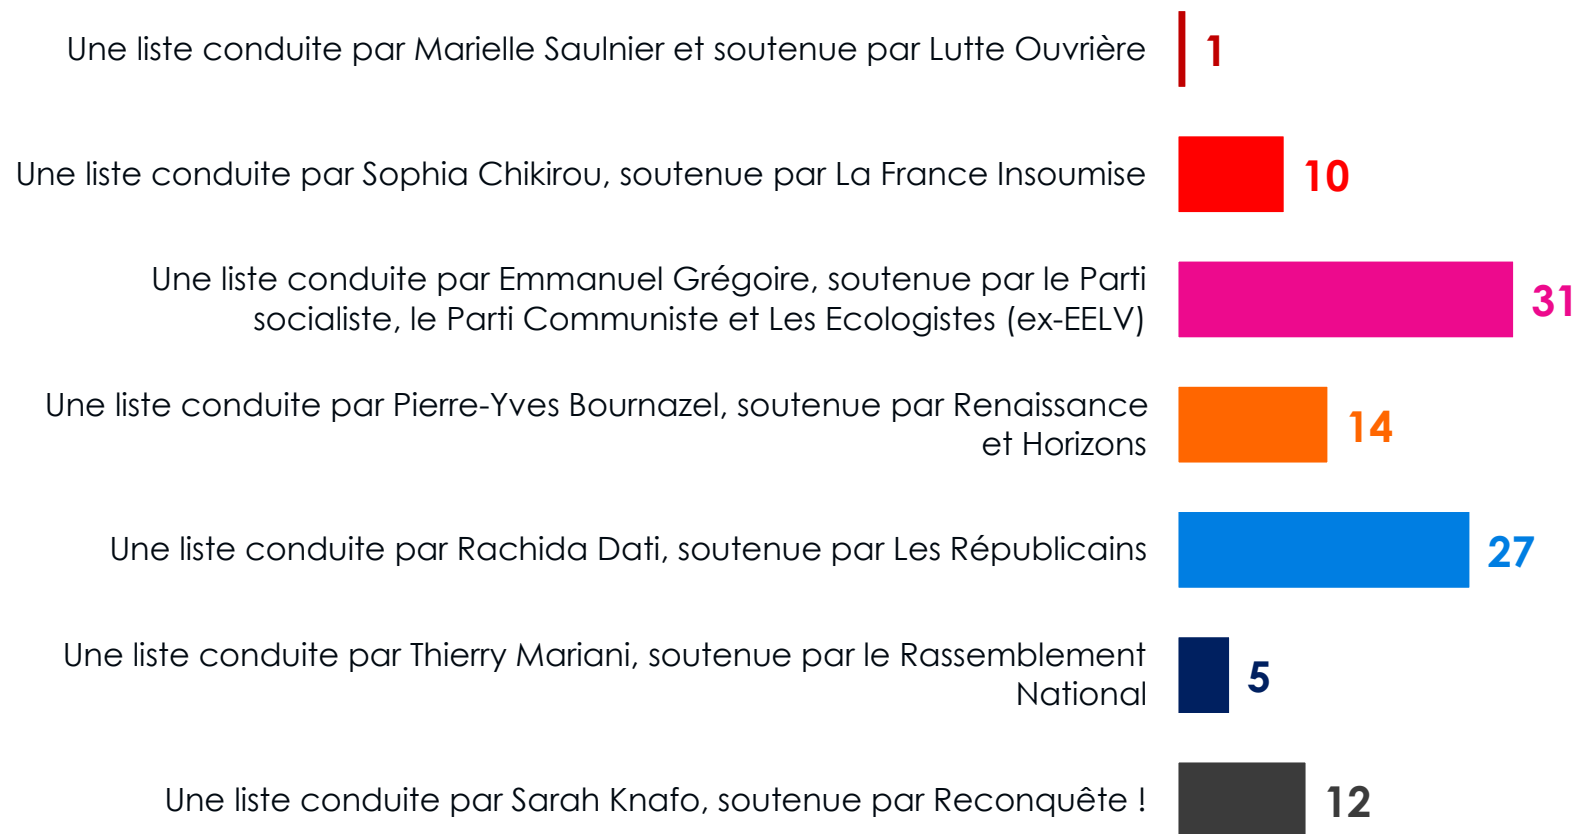 Une liste conduite par Marielle Saulnier et soutenue par Lutte Ouvrière 1
Une liste conduite par Sophia Chikirou, soutenue par La France Insoumise 10
Une liste conduite par Emmanuel Grégoire, soutenue par le Parti
socialiste, le Parti Communiste et Les Ecologistes (ex-EELV) 31
Une liste conduite par Pierre-Yves Bournazel, soutenue par Renaissance
et Horizons 14
Une liste conduite par Rachida Dati, soutenue par Les Républicains 27
Une liste conduite par Thierry Mariani, soutenue par le Rassemblement
National 5
Une liste conduite par Sarah Knafo, soutenue par Reconquête ! 12